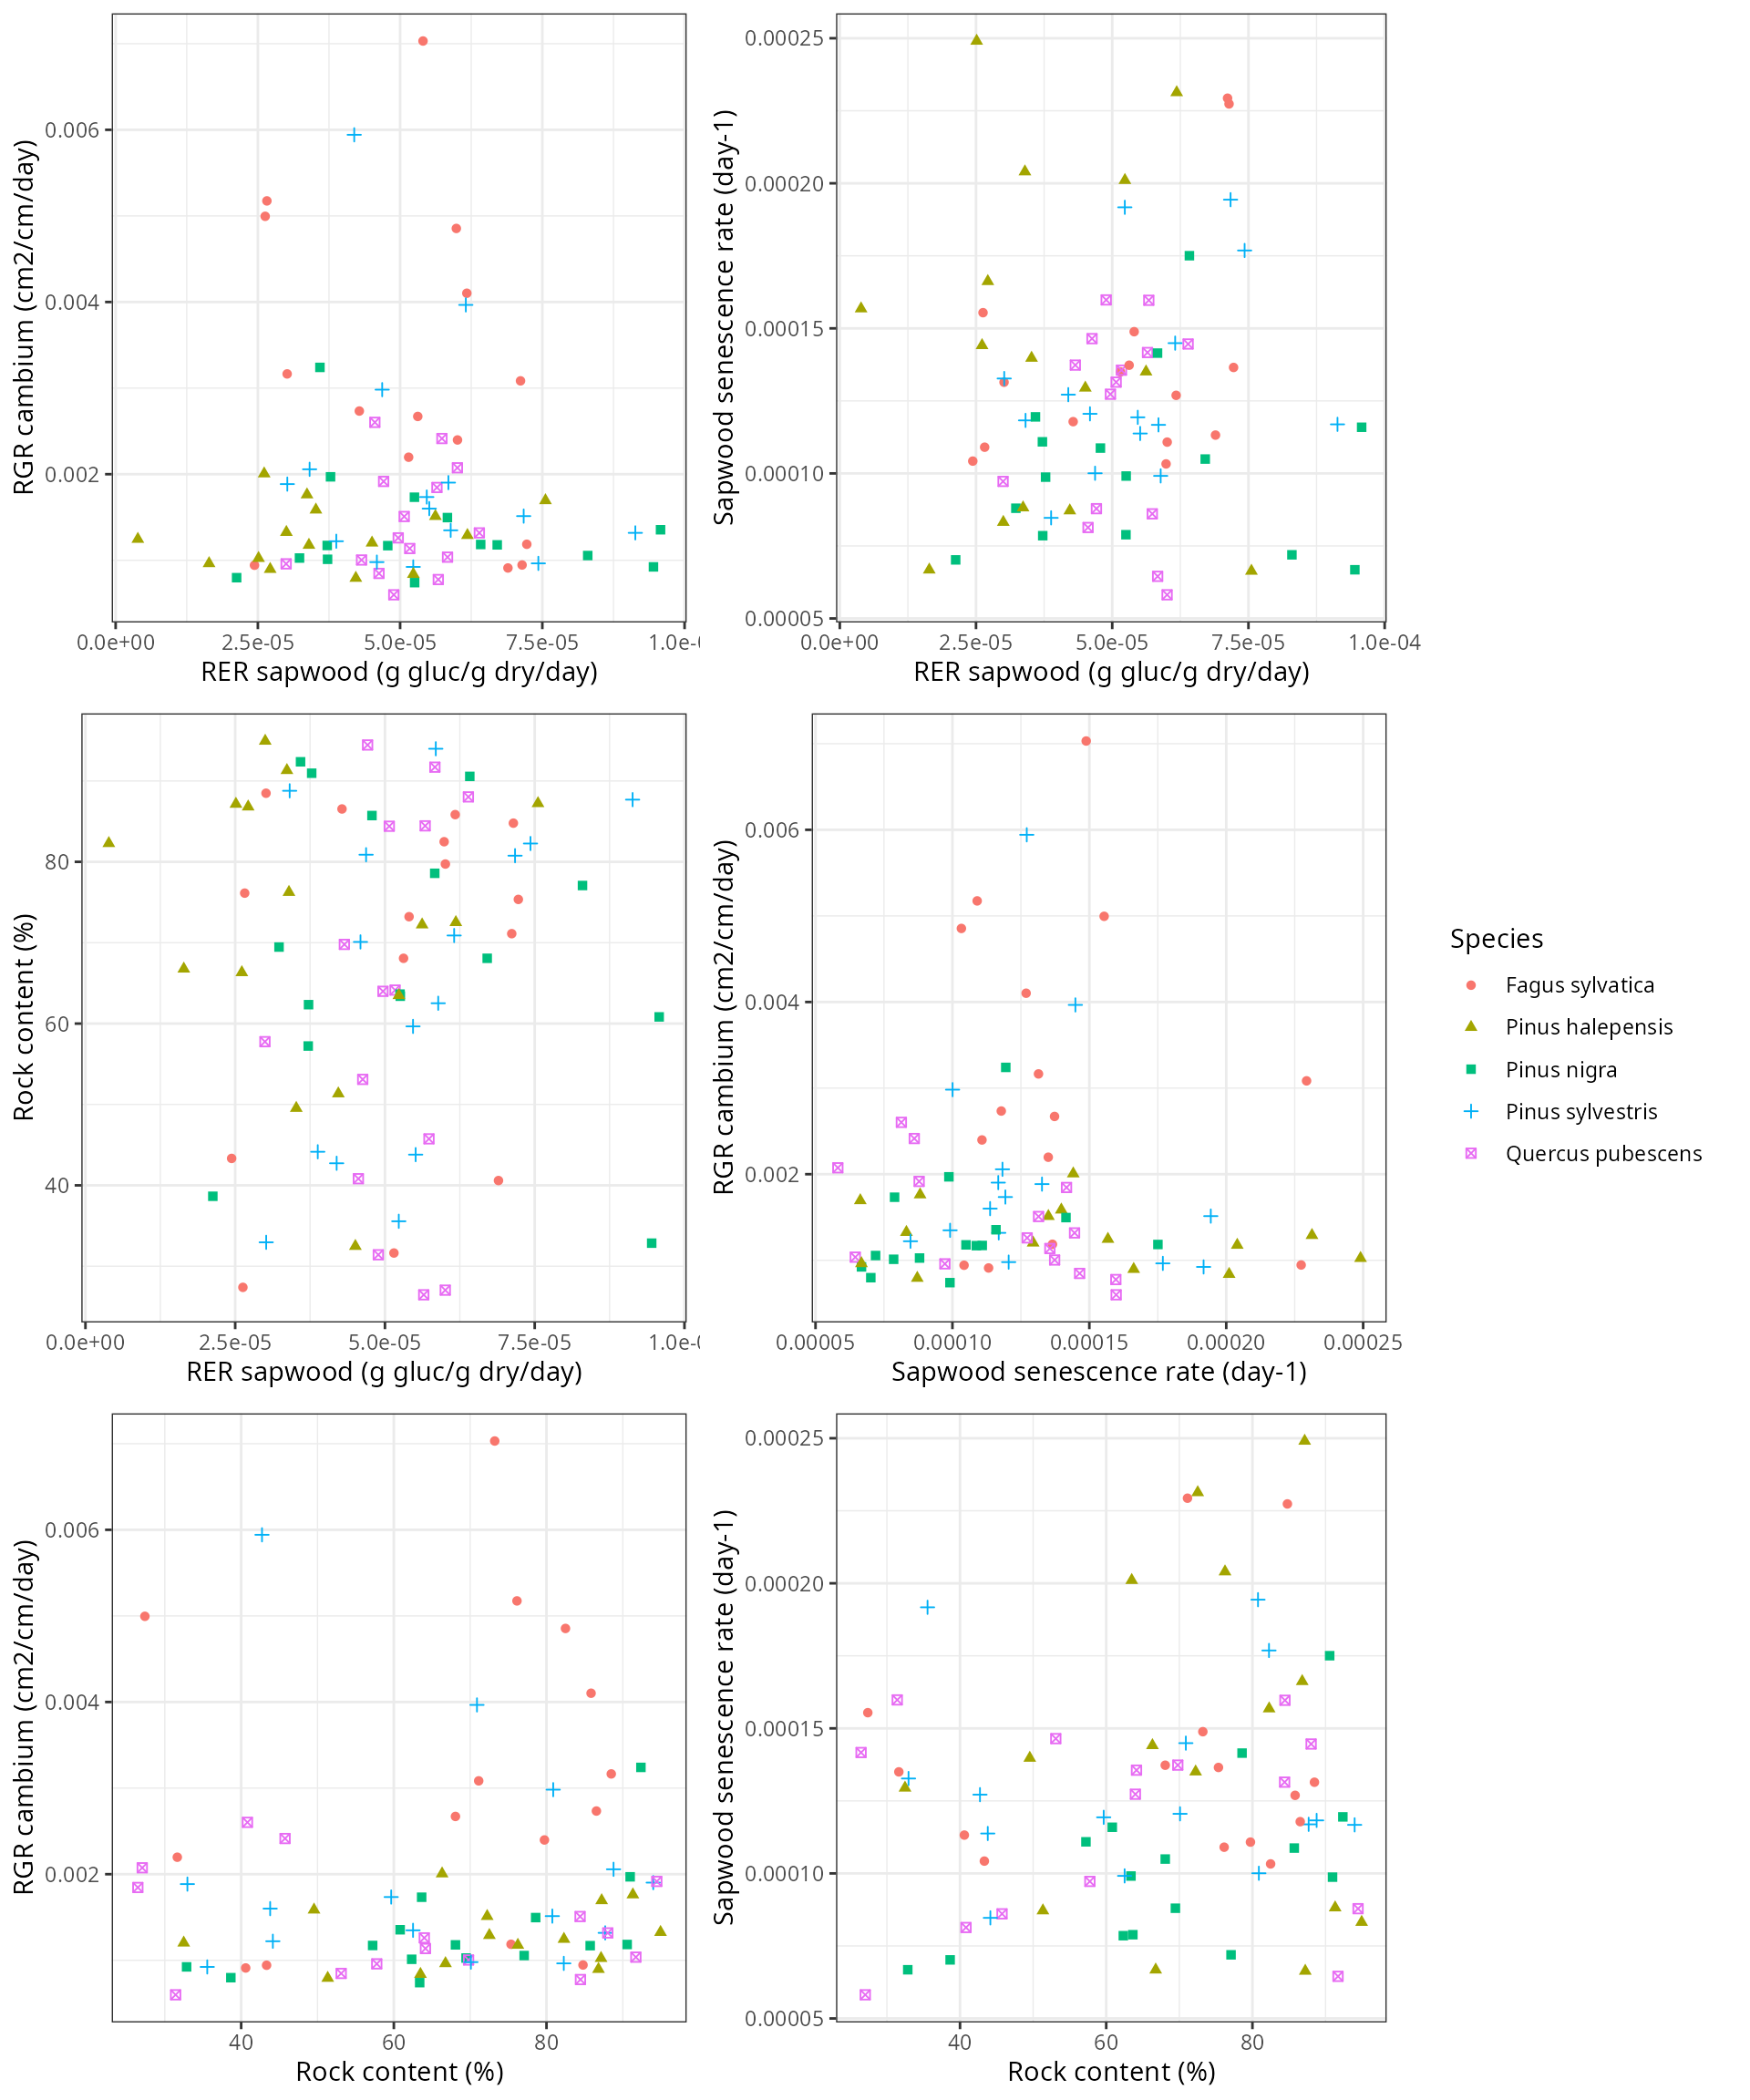 RGR cambium (cm2/cm/day)
0.006
0.004
0.002
0.0e+00 2.5e-05 5.0e-05 7.5e-05 1.0e-
RER sapwood (g gluc/g dry/day)
Sapwood senescence rate (day-1)
0.00025
0.00020
0.00015
0.00010
0.00005
0.0e+00 2.5e-05 5.0e-05 7.5e-05 1.0e-04
RER sapwood (g gluc/g dry/day)
Rock content (%)
80
60
40
0.0e+00 2.5e-05 5.0e-05 7.5e-05 1.0e-
RER sapwood (g gluc/g dry/day)
RGR cambium (cm2/cm/day)
0.006
0.004
0.002
0.00005 0.00010 0.00015 0.00020 0.00025
Sapwood senescence rate (day-1)
Species
Fagus sylvatica
Pinus halepensis
Pinus nigra
Pinus sylvestris
Quercus pubescens
RGR cambium (cm2/cm/day)
0.006
0.004
0.002
40 60 80
Rock content (%)
Sapwood senescence rate (day-1)
0.00025
0.00020
0.00015
0.00010
0.00005
40 60 80
Rock content (%)